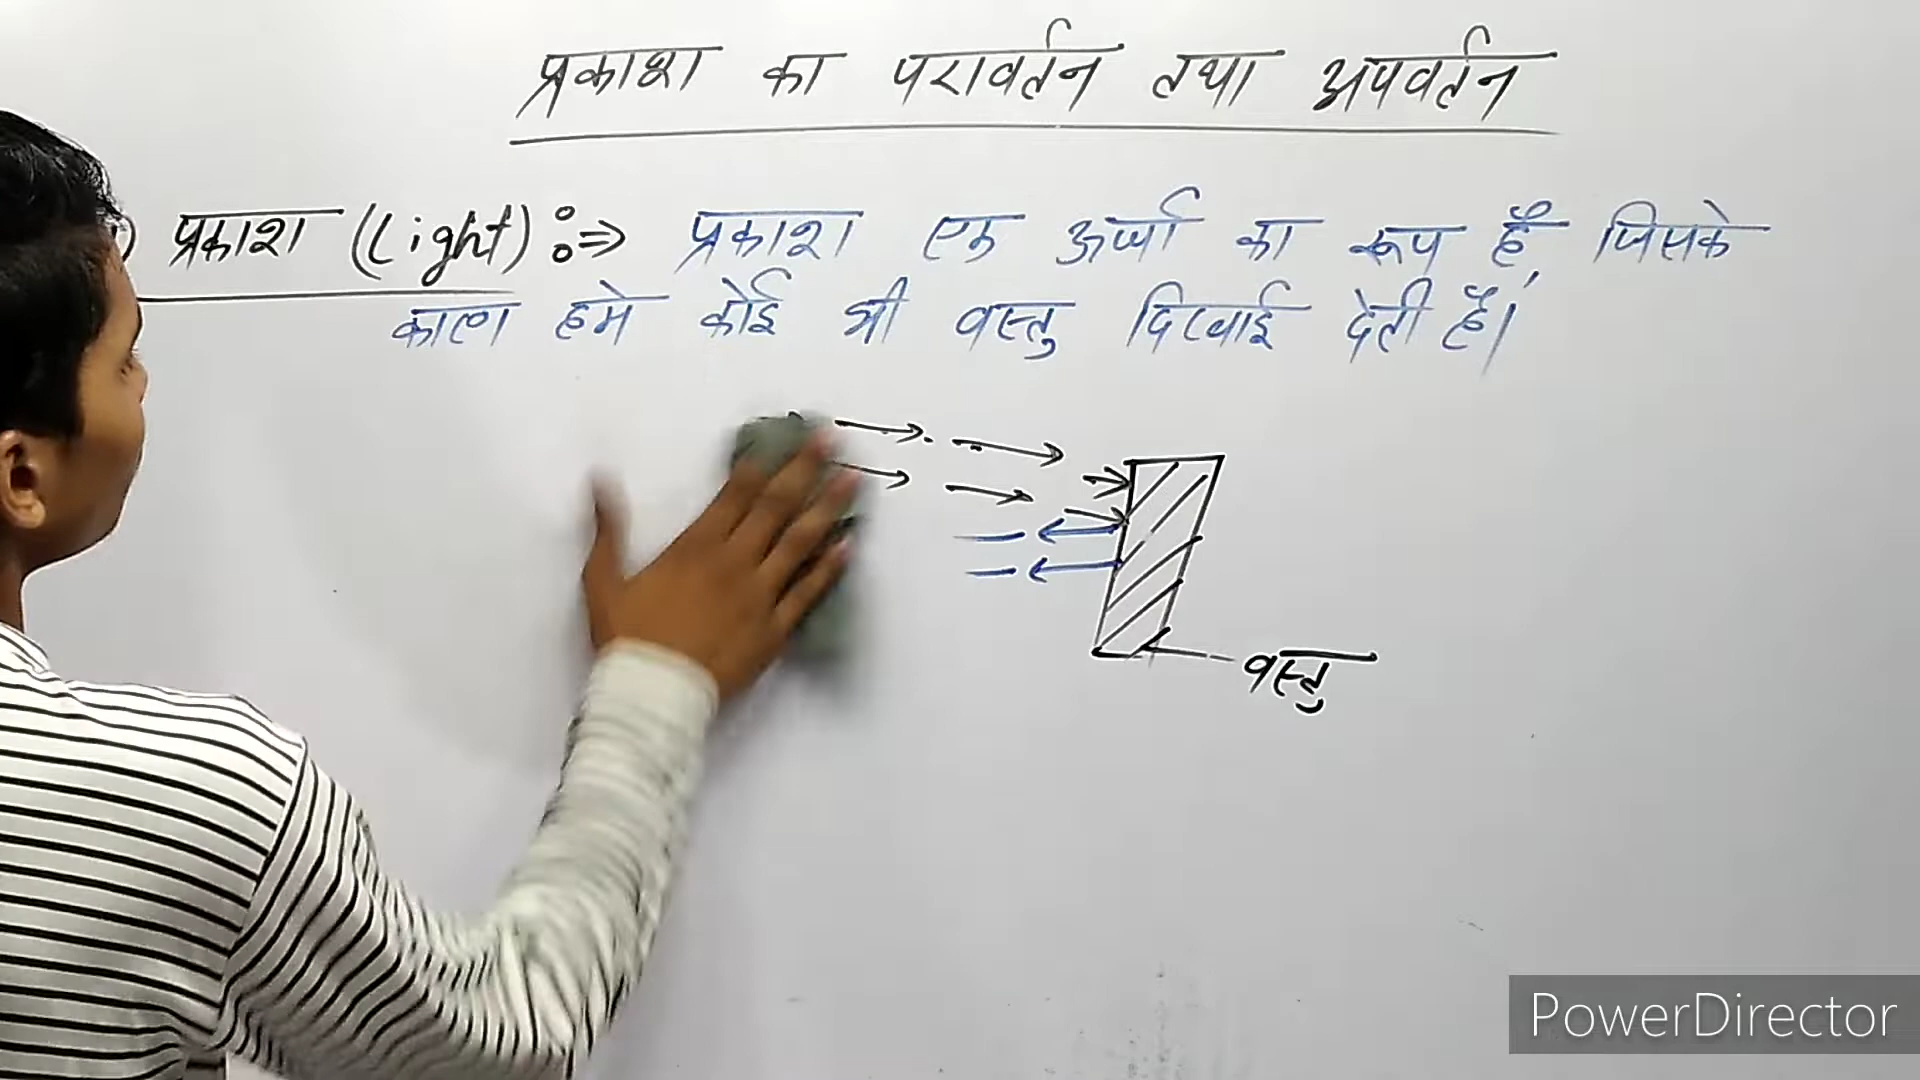 प्रकाश का परावर्तन तथा अपवर्तन
) प्रकाश (Light) :⇒ प्रकाश एक ऊर्जा का रूप हैं, जिसके
कारण हमे कोई भी वस्तु दिखाई देती है।
वस्तु
PowerDirector